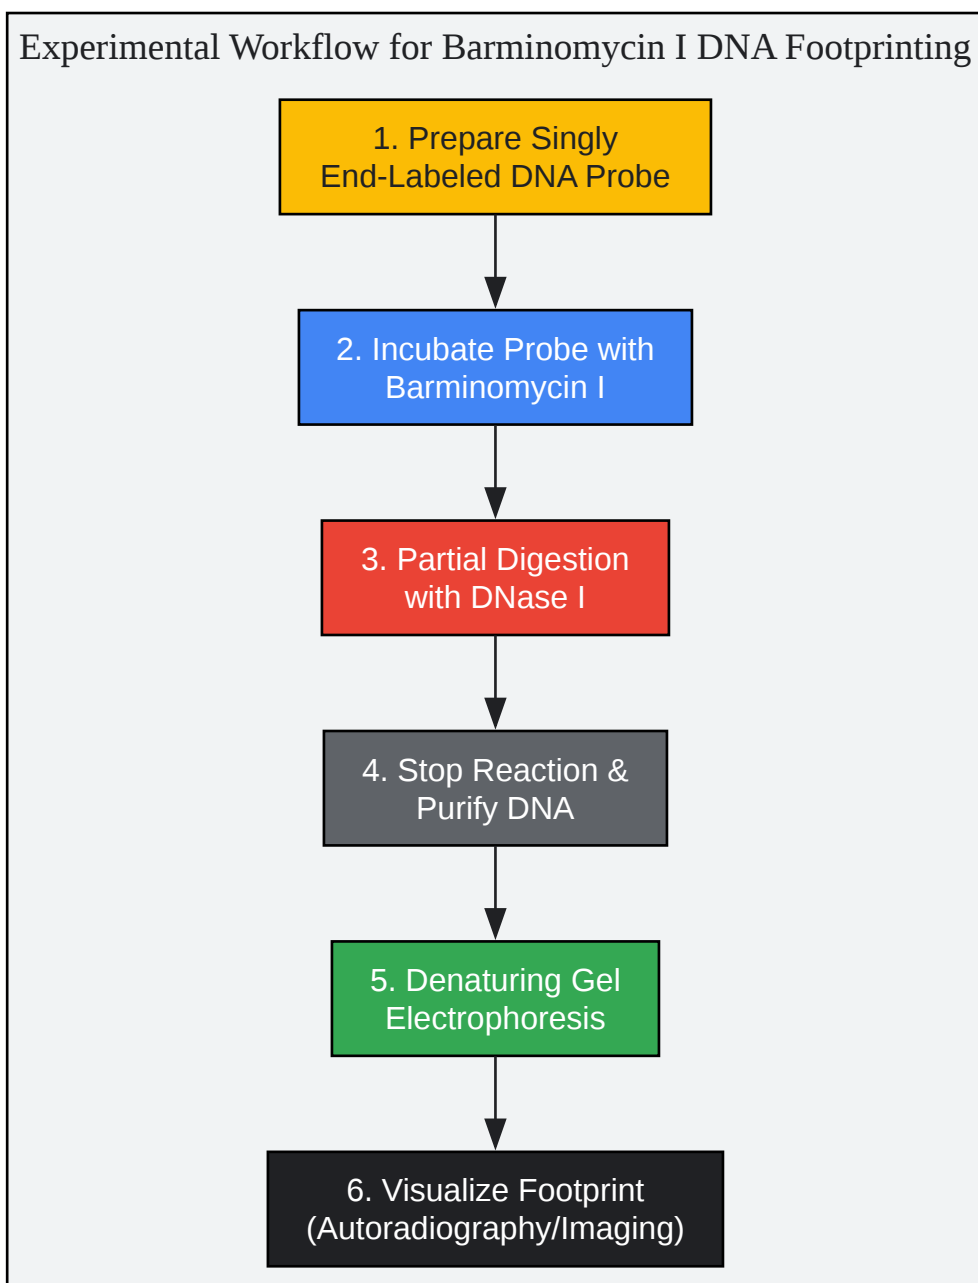 Experimental Workflow for Barminomycin I DNA Footprinting
1. Prepare Singly
End-Labeled DNA Probe
2. Incubate Probe with
Barminomycin I
3. Partial Digestion
with DNase I
4. Stop Reaction &
Purify DNA
5. Denaturing Gel
Electrophoresis
6. Visualize Footprint
(Autoradiography/Imaging)